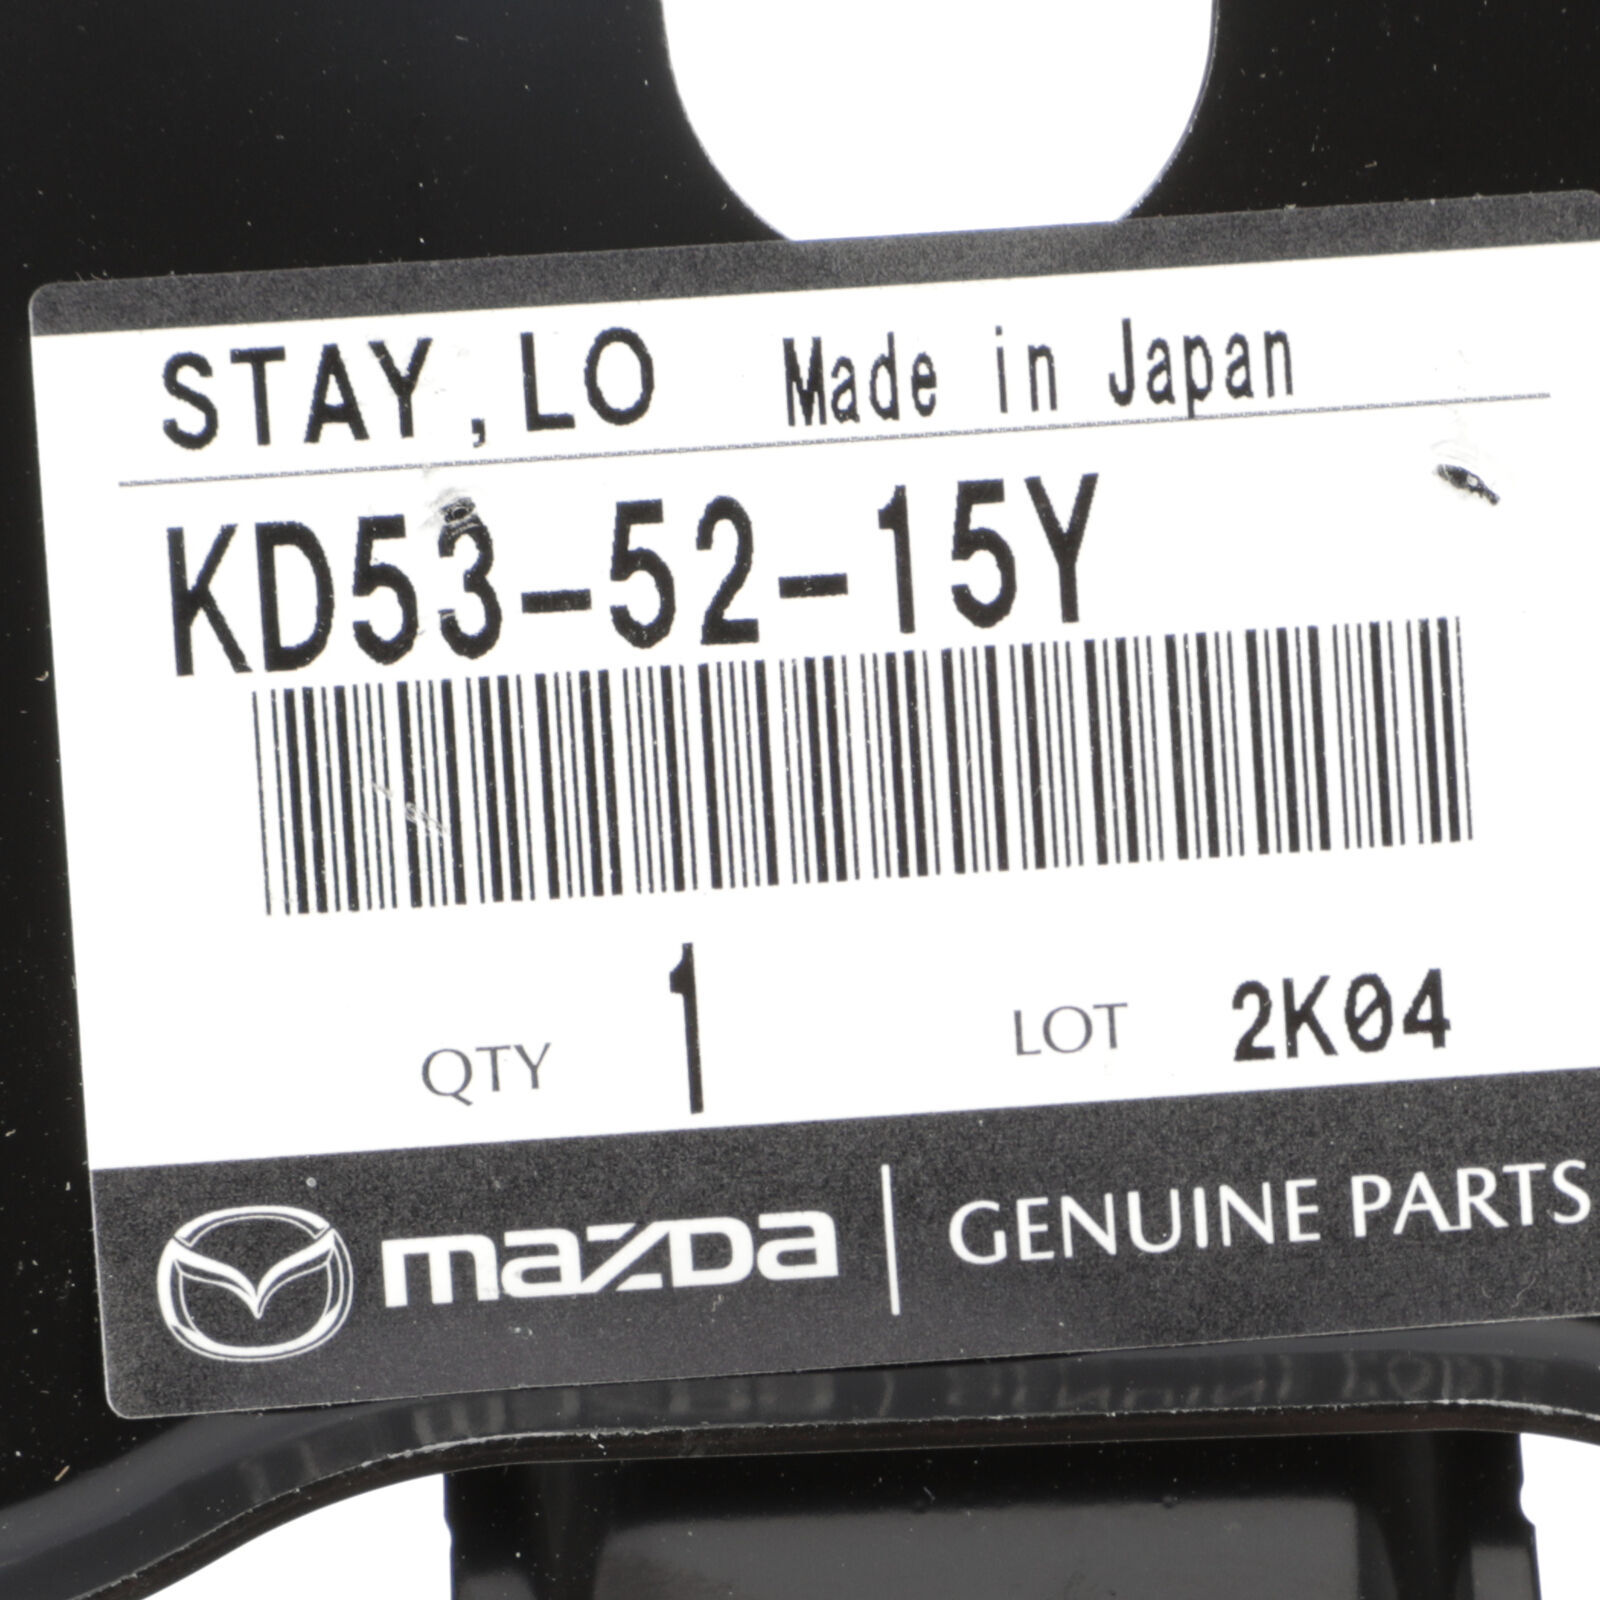 STAY,LO Made in Japan
KD53-52-15Y
QTY 1 LOT 2K04
mazda GENUINE PARTS